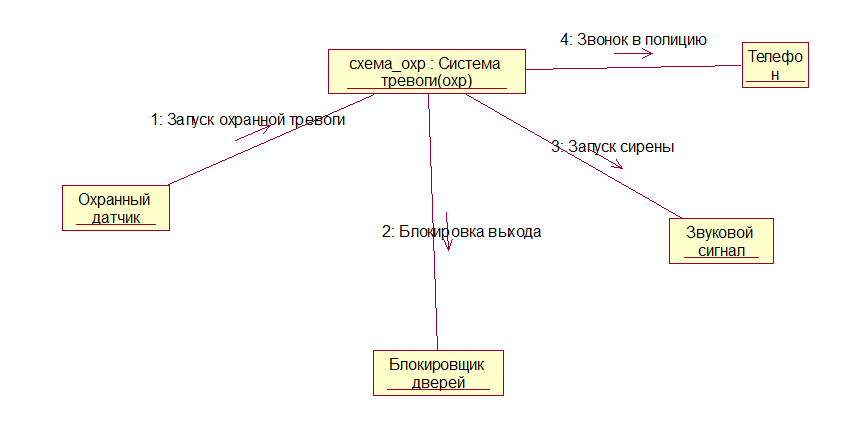 4: Звонок в полицию
схема_охр : Система
тревоги(охр)
Телефо
н
1: Запуск охранной тревоги
3: Запуск сирены
Охранный
датчик
2: Блокировка выхода
Звуковой
сигнал
Блокировщик
дверей